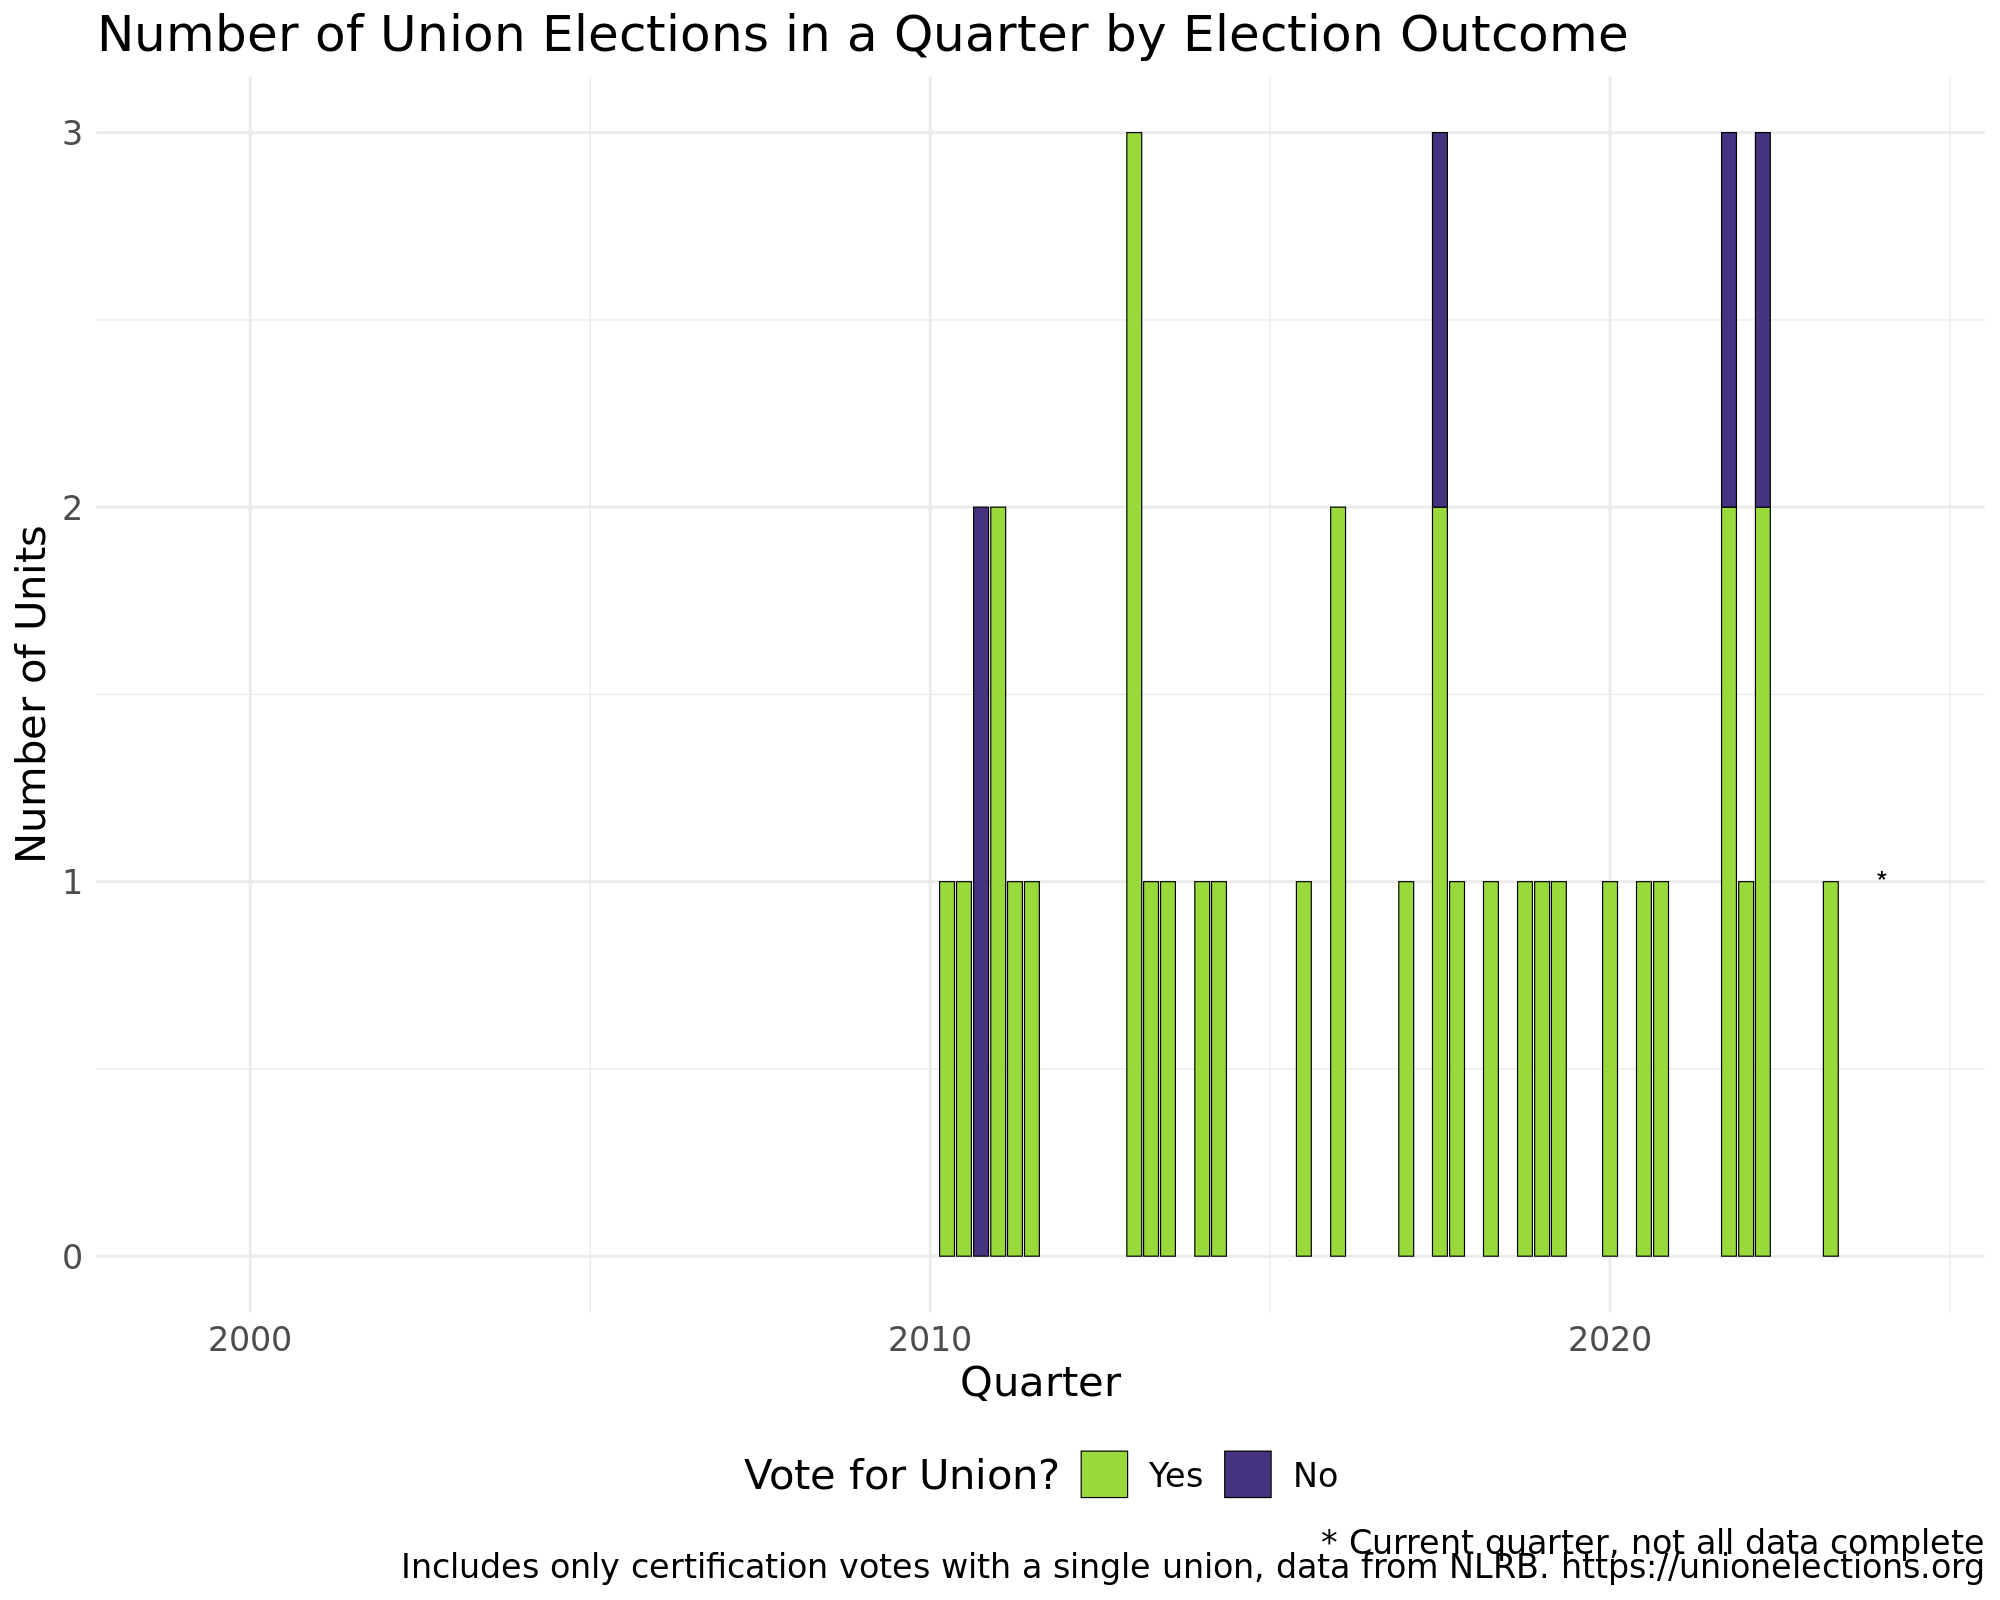 Number of Union Elections in a Quarter by Election Outcome
Number of Units
3
2
1
0
*
2000
2010
2020
Quarter
Vote for Union?
Yes
No
* Current quarter, not all data complete
Includes only certification votes with a single union, data from NLRB. https://unionelections.org